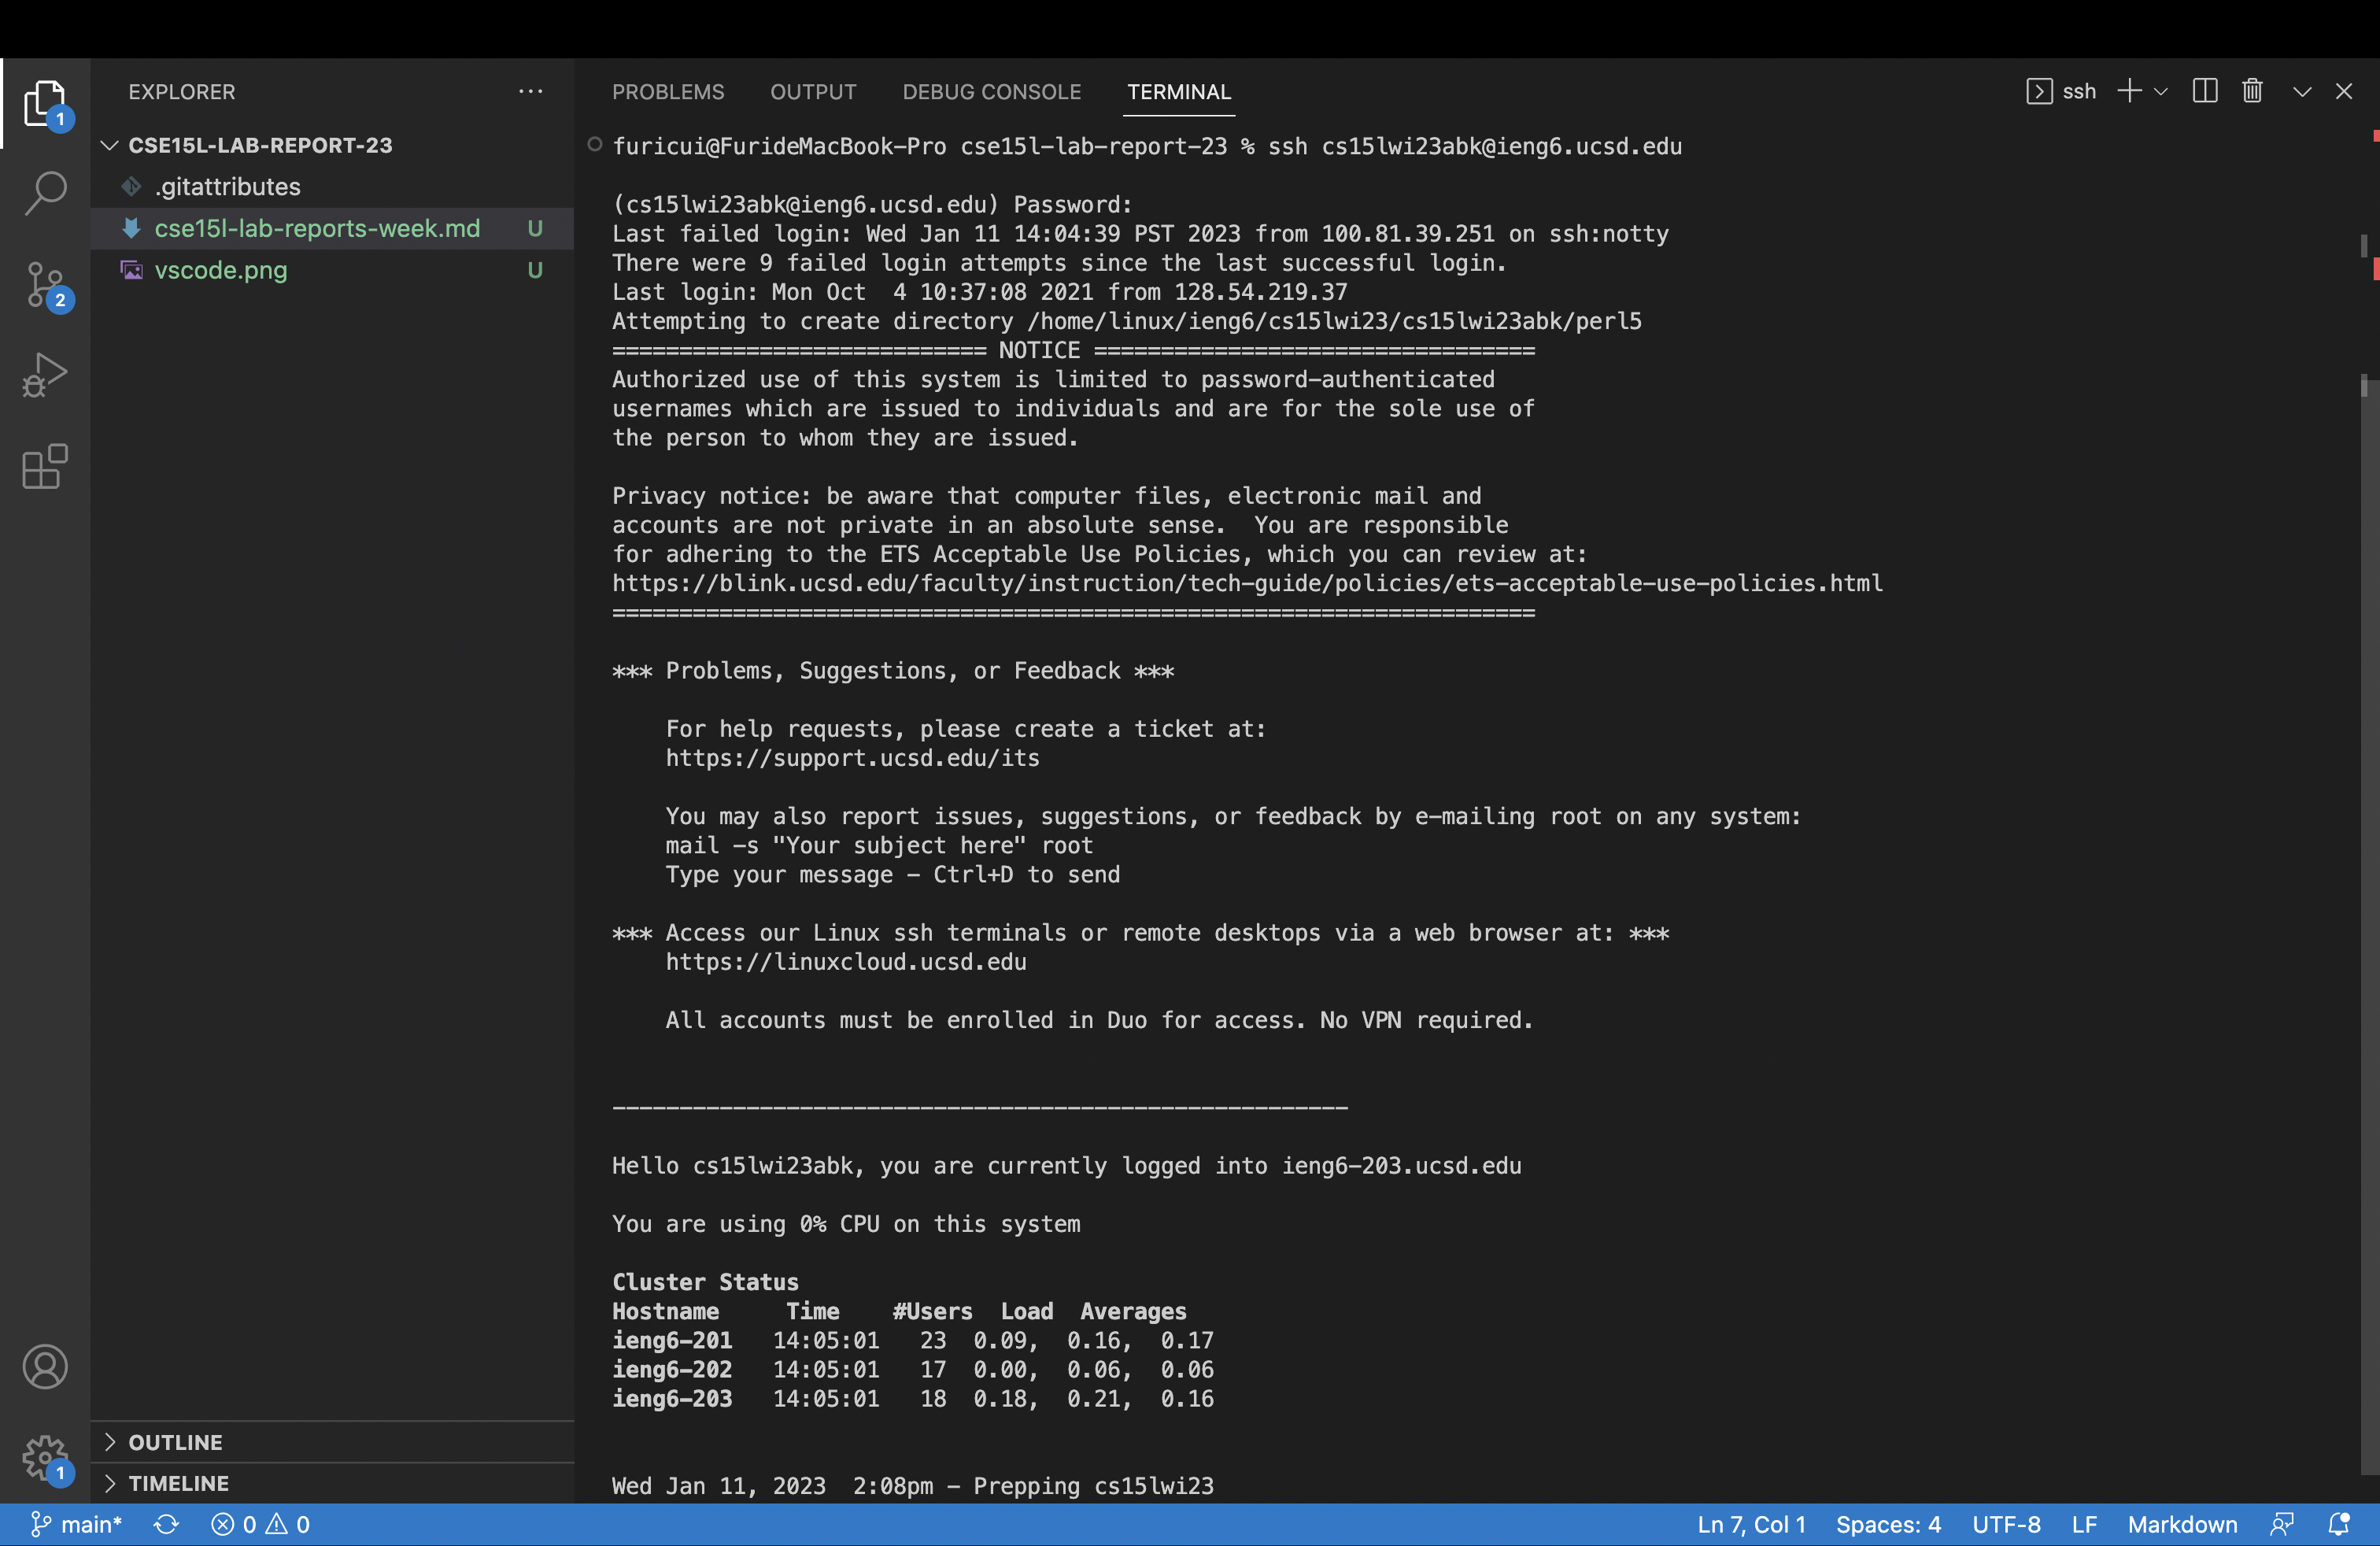 EXPLORER
PROBLEMS OUTPUT DEBUG CONSOLE TERMINAL
ssh
1
CSE15L-LAB-REPORT-23
.gitattributes
cse15l-lab-reports-week.md U
vscode.png U
2
furicui@FurideMacBook-Pro cse15l-lab-report-23 % ssh cs15lwi23abk@ieng6.ucsd.edu
(cs15lwi23abk@ieng6.ucsd.edu) Password:
Last failed login: Wed Jan 11 14:04:39 PST 2023 from 100.81.39.251 on ssh:notty
There were 9 failed login attempts since the last successful login.
Last login: Mon Oct  4 10:37:08 2021 from 128.54.219.37
Attempting to create directory /home/linux/ieng6/cs15lwi23/cs15lwi23abk/perl5
============================ NOTICE =================================
Authorized use of this system is limited to password-authenticated
usernames which are issued to individuals and are for the sole use of
the person to whom they are issued.
Privacy notice: be aware that computer files, electronic mail and
accounts are not private in an absolute sense.  You are responsible
for adhering to the ETS Acceptable Use Policies, which you can review at:
https://blink.ucsd.edu/faculty/instruction/tech-guide/policies/ets-acceptable-use-policies.html
=====================================================================
*** Problems, Suggestions, or Feedback ***
For help requests, please create a ticket at:
https://support.ucsd.edu/its
You may also report issues, suggestions, or feedback by e-mailing root on any system:
mail -s "Your subject here" root
Type your message - Ctrl+D to send
*** Access our Linux ssh terminals or remote desktops via a web browser at: ***
https://linuxcloud.ucsd.edu
All accounts must be enrolled in Duo for access. No VPN required.
-------------------------------------------------------
Hello cs15lwi23abk, you are currently logged into ieng6-203.ucsd.edu
You are using 0% CPU on this system
Cluster Status
Hostname     Time    #Users  Load  Averages
ieng6-201   14:05:01   23  0.09,  0.16,  0.17
ieng6-202   14:05:01   17  0.00,  0.06,  0.06
ieng6-203   14:05:01   18  0.18,  0.21,  0.16
Wed Jan 11, 2023  2:08pm - Prepping cs15lwi23
OUTLINE
1
TIMELINE
main* 0 0 Ln 7, Col 1 Spaces: 4 UTF-8 LF Markdown